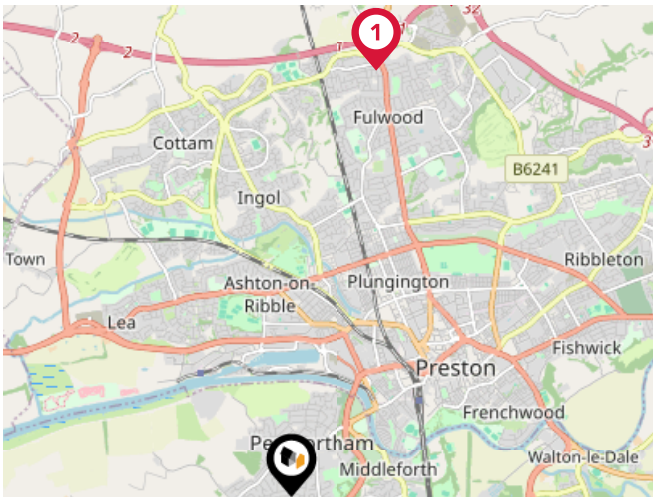 32
2
2
1
1
Fulwood
Cottam
3
B6241
Ingol
Town
Ribbleton
Ashton-on-
Ribble
Plungington
Lea
Fishwick
Preston
Frenchwood
Middleforth
Walton-le-Dale